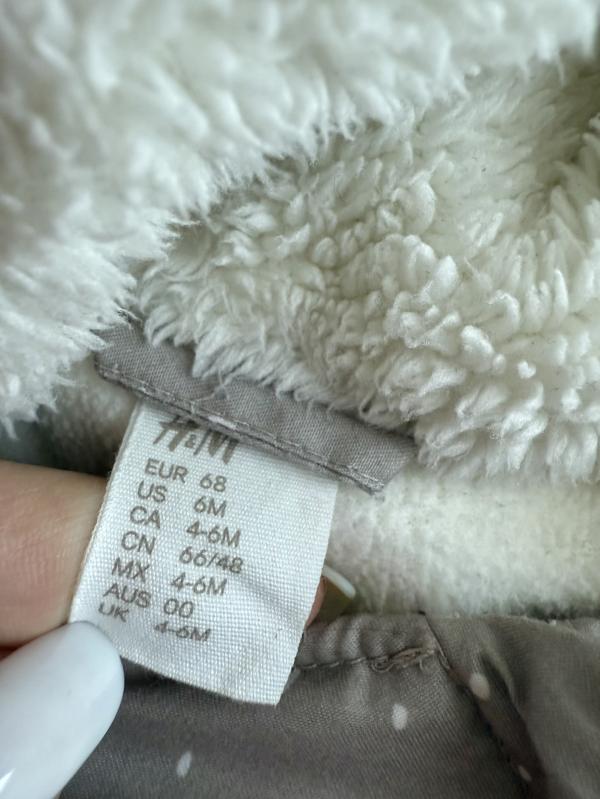 H&M
EUR 68
US 6M
CA 4-6M
CN 66/48
MX 4-6M
AUS 00
UK 4-6M